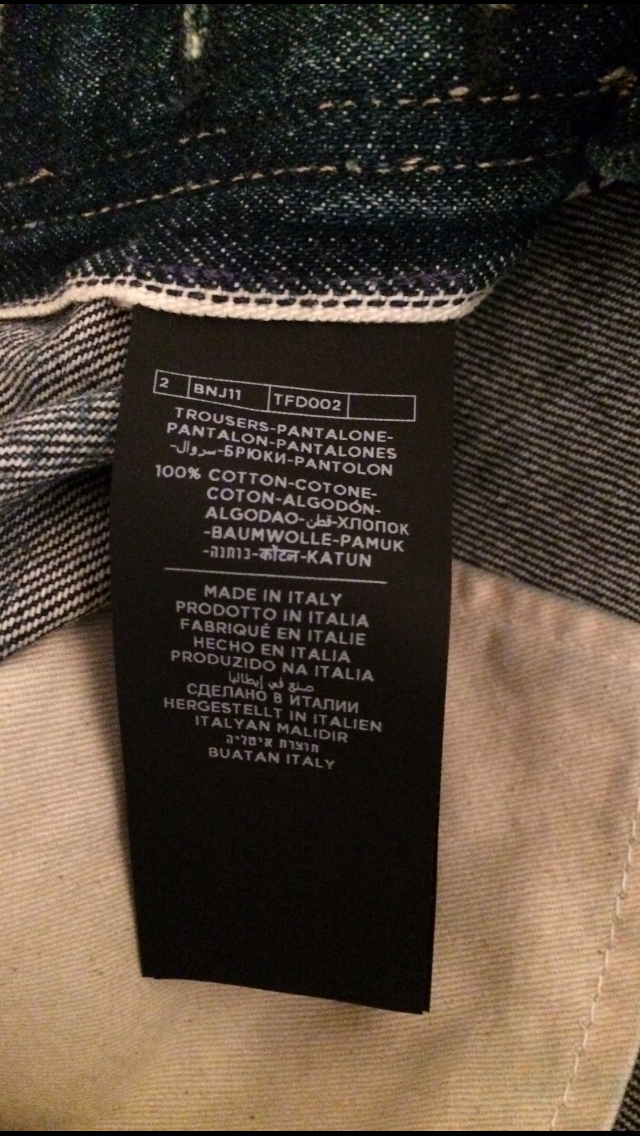 2 BNJ11 TFD002
TROUSERS-PANTALONE-
PANTALON-PANTALONES
-سروال-БРЮКИ-PANTOLON
100% COTTON-COTONE-
COTON-ALGODÓN-
ALGODAO-قطن-ХЛОПОК
-BAUMWOLLE-PAMUK
-כותנה-कॉटन-KATUN
MADE IN ITALY
PRODOTTO IN ITALIA
FABRIQUÉ EN ITALIE
HECHO EN ITALIA
PRODUZIDO NA ITALIA
صنع في إيطاليا
СДЕЛАНО В ИТАЛИИ
HERGESTELLT IN ITALIEN
ITALYAN MALIDIR
תוצרת איטליה
BUATAN ITALY